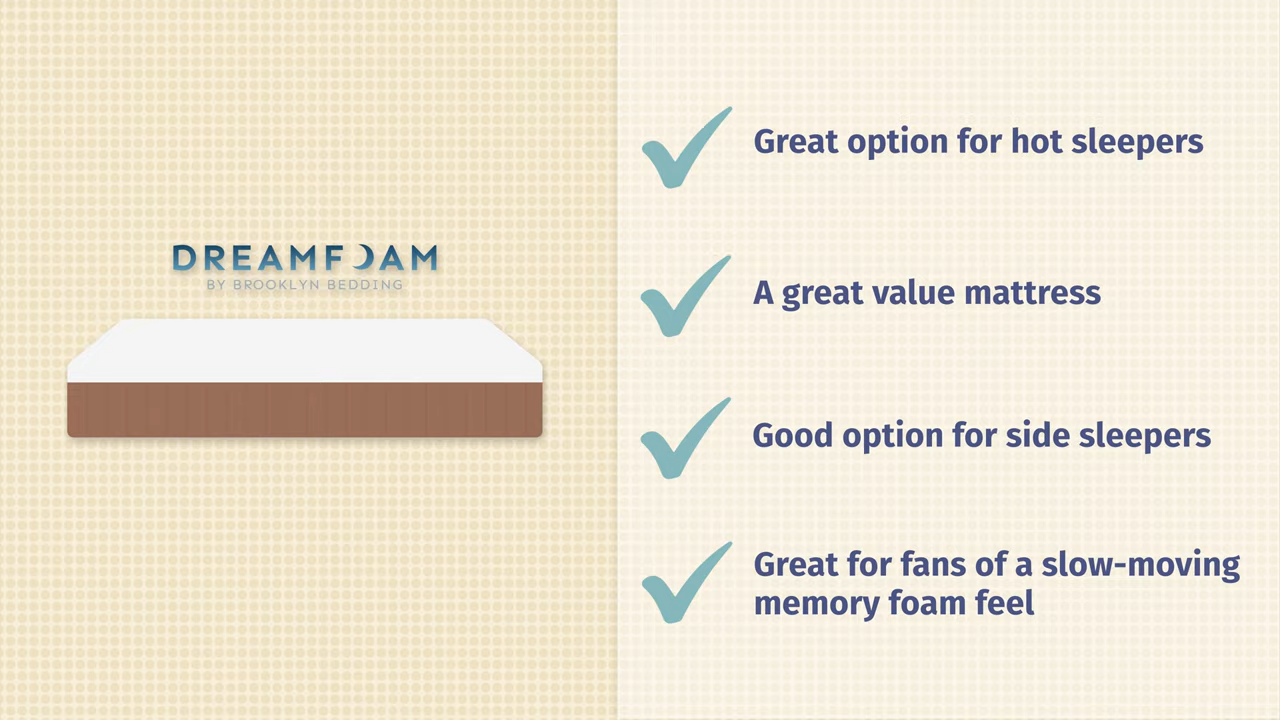 DREAMFOAM
BY BROOKLYN BEDDING
Great option for hot sleepers
A great value mattress
Good option for side sleepers
Great for fans of a slow-moving
memory foam feel